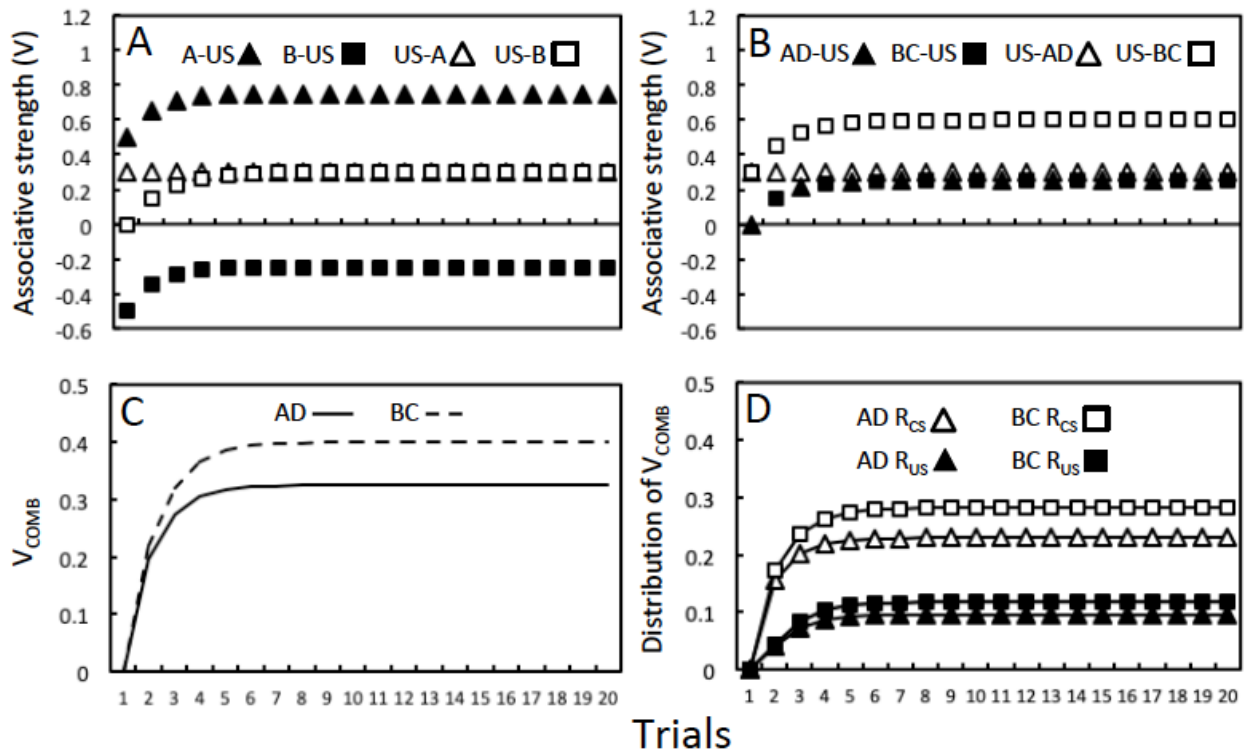 A
A-US ▲ B-US ■ US-A △ US-B □
Associative strength (V)
1.2
1
0.8
0.6
0.4
0.2
0
-0.2
-0.4
-0.6
B
AD-US ▲ BC-US ■ US-AD △ US-BC □
Associative strength (V)
1.2
1
0.8
0.6
0.4
0.2
0
-0.2
-0.4
-0.6
C
AD BC
V_COMB
0.5
0.4
0.3
0.2
0.1
0
1 2 3 4 5 6 7 8 9 10 11 12 13 14 15 16 17 18 19 20
D
AD R_CS △ BC R_CS □
AD R_US ▲ BC R_US ■
Distribution of V_COMB
0.5
0.4
0.3
0.2
0.1
0
1 2 3 4 5 6 7 8 9 10 11 12 13 14 15 16 17 18 19 20
Trials